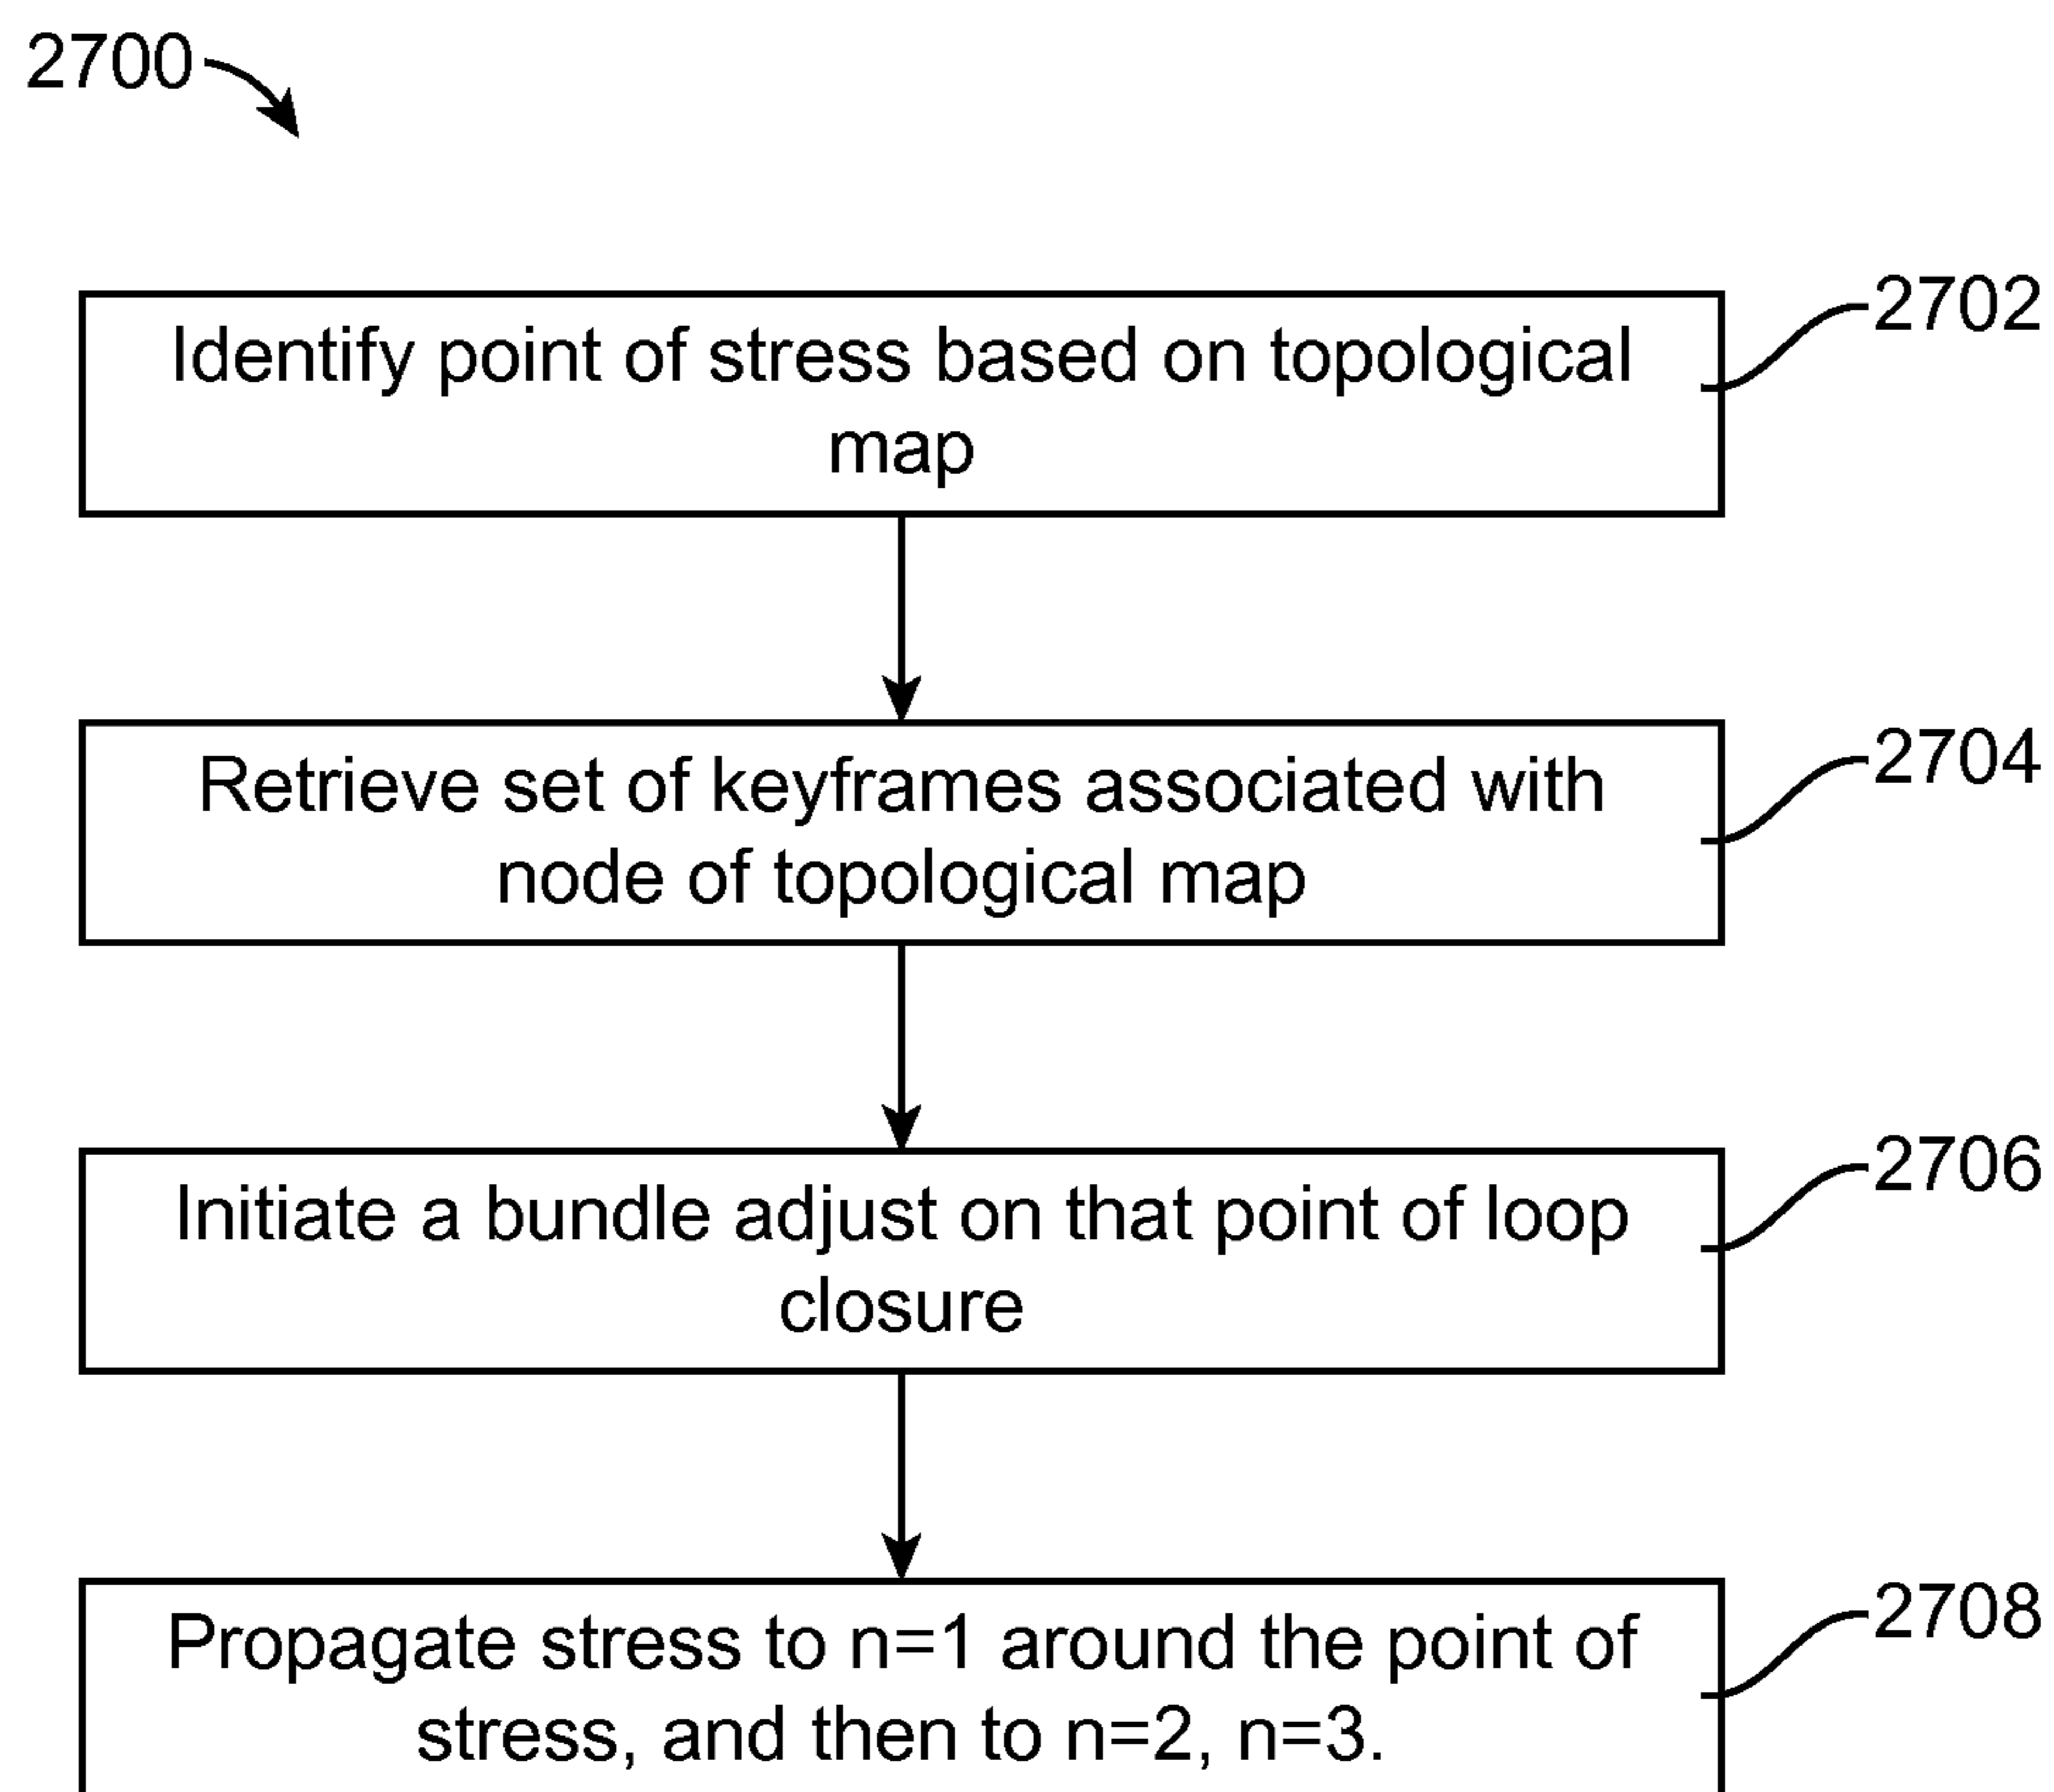 2700
Identify point of stress based on topological
map
2702
Retrieve set of keyframes associated with
node of topological map
2704
Initiate a bundle adjust on that point of loop
closure
2706
Propagate stress to n=1 around the point of
stress, and then to n=2, n=3.
2708